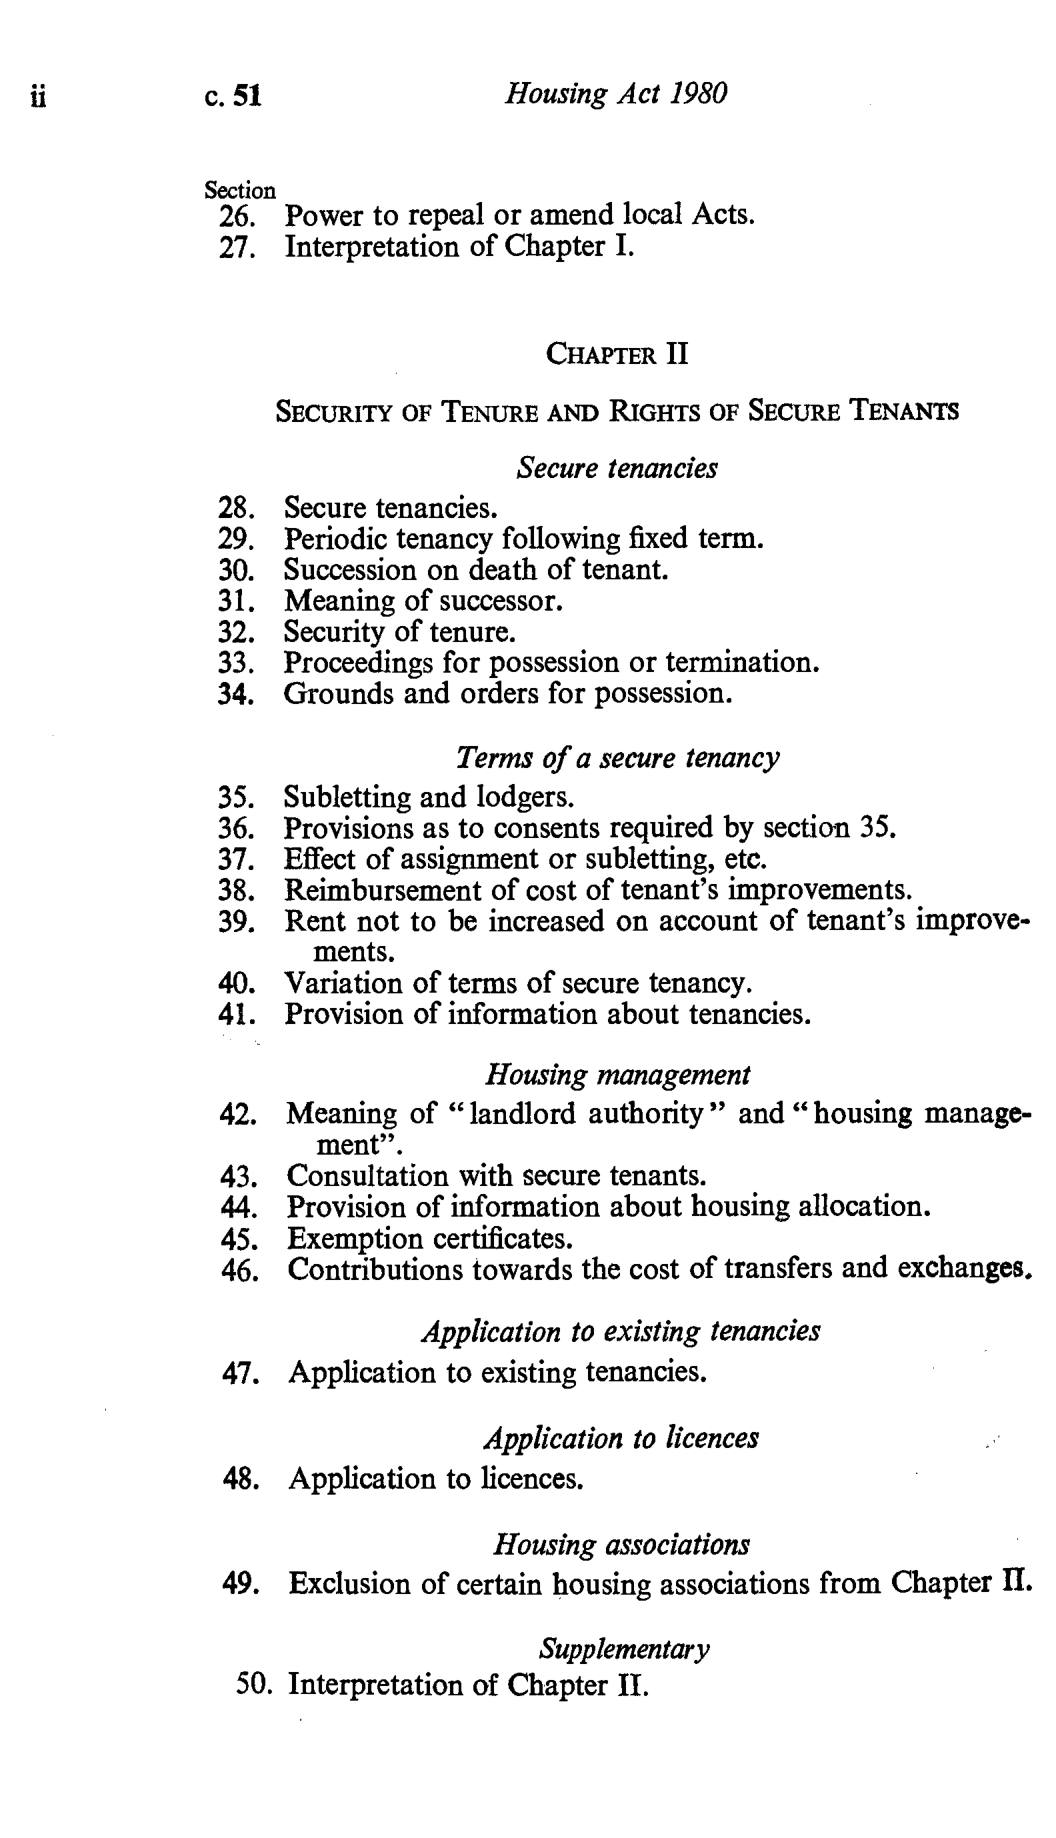 ii c. 51 Housing Act 1980
Section
26. Power to repeal or amend local Acts.
27. Interpretation of Chapter I.
CHAPTER II
SECURITY OF TENURE AND RIGHTS OF SECURE TENANTS
Secure tenancies
28. Secure tenancies.
29. Periodic tenancy following fixed term.
30. Succession on death of tenant.
31. Meaning of successor.
32. Security of tenure.
33. Proceedings for possession or termination.
34. Grounds and orders for possession.
Terms of a secure tenancy
35. Subletting and lodgers.
36. Provisions as to consents required by section 35.
37. Effect of assignment or subletting, etc.
38. Reimbursement of cost of tenant's improvements.
39. Rent not to be increased on account of tenant's improve-
ments.
40. Variation of terms of secure tenancy.
41. Provision of information about tenancies.
Housing management
42. Meaning of "landlord authority" and "housing manage-
ment".
43. Consultation with secure tenants.
44. Provision of information about housing allocation.
45. Exemption certificates.
46. Contributions towards the cost of transfers and exchanges.
Application to existing tenancies
47. Application to existing tenancies.
Application to licences
48. Application to licences.
Housing associations
49. Exclusion of certain housing associations from Chapter II.
Supplementary
50. Interpretation of Chapter II.